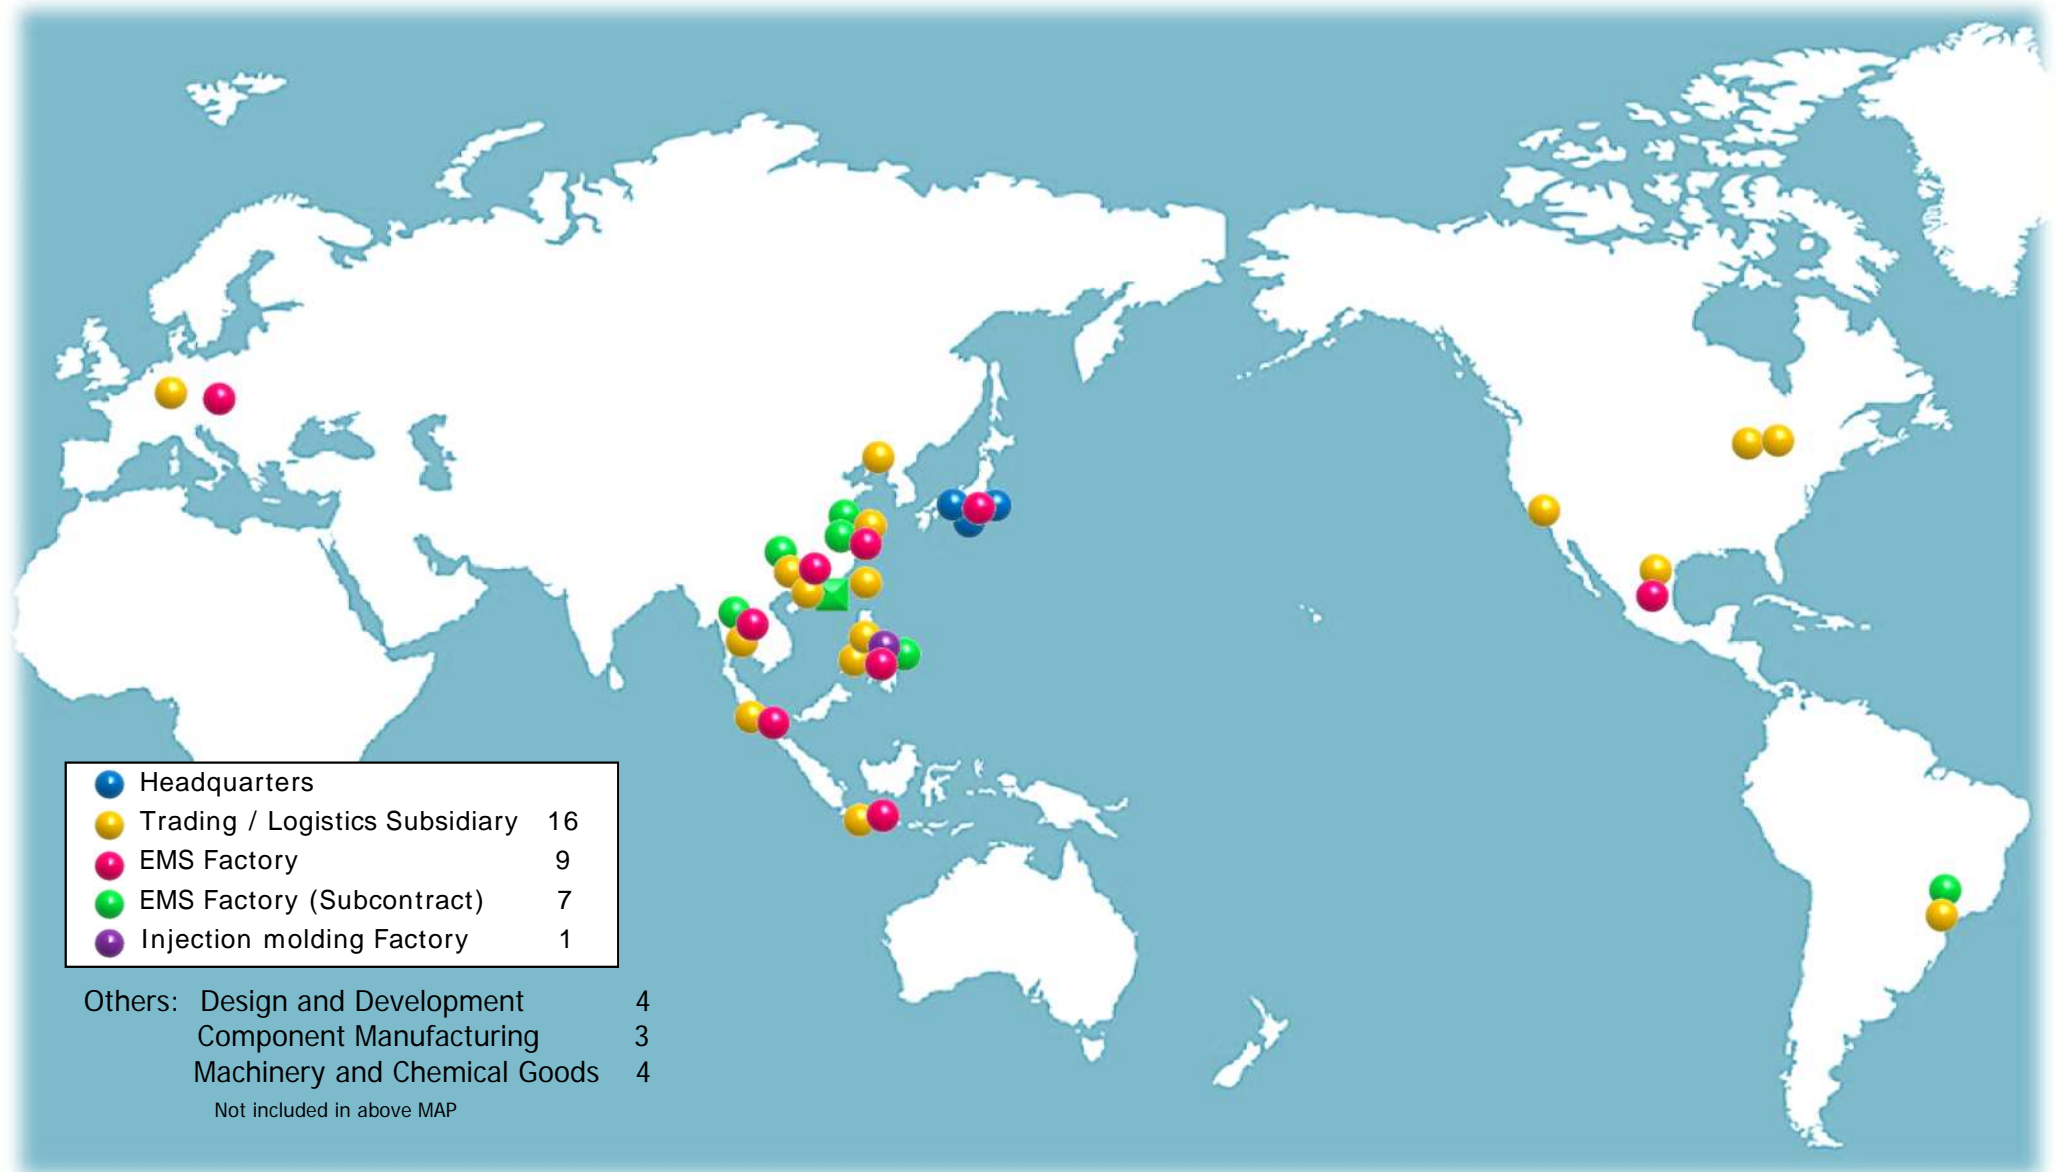 Headquarters
Trading / Logistics Subsidiary 16
EMS Factory 9
EMS Factory (Subcontract) 7
Injection molding Factory 1
Others: Design and Development 4
Component Manufacturing 3
Machinery and Chemical Goods 4
Not included in above MAP